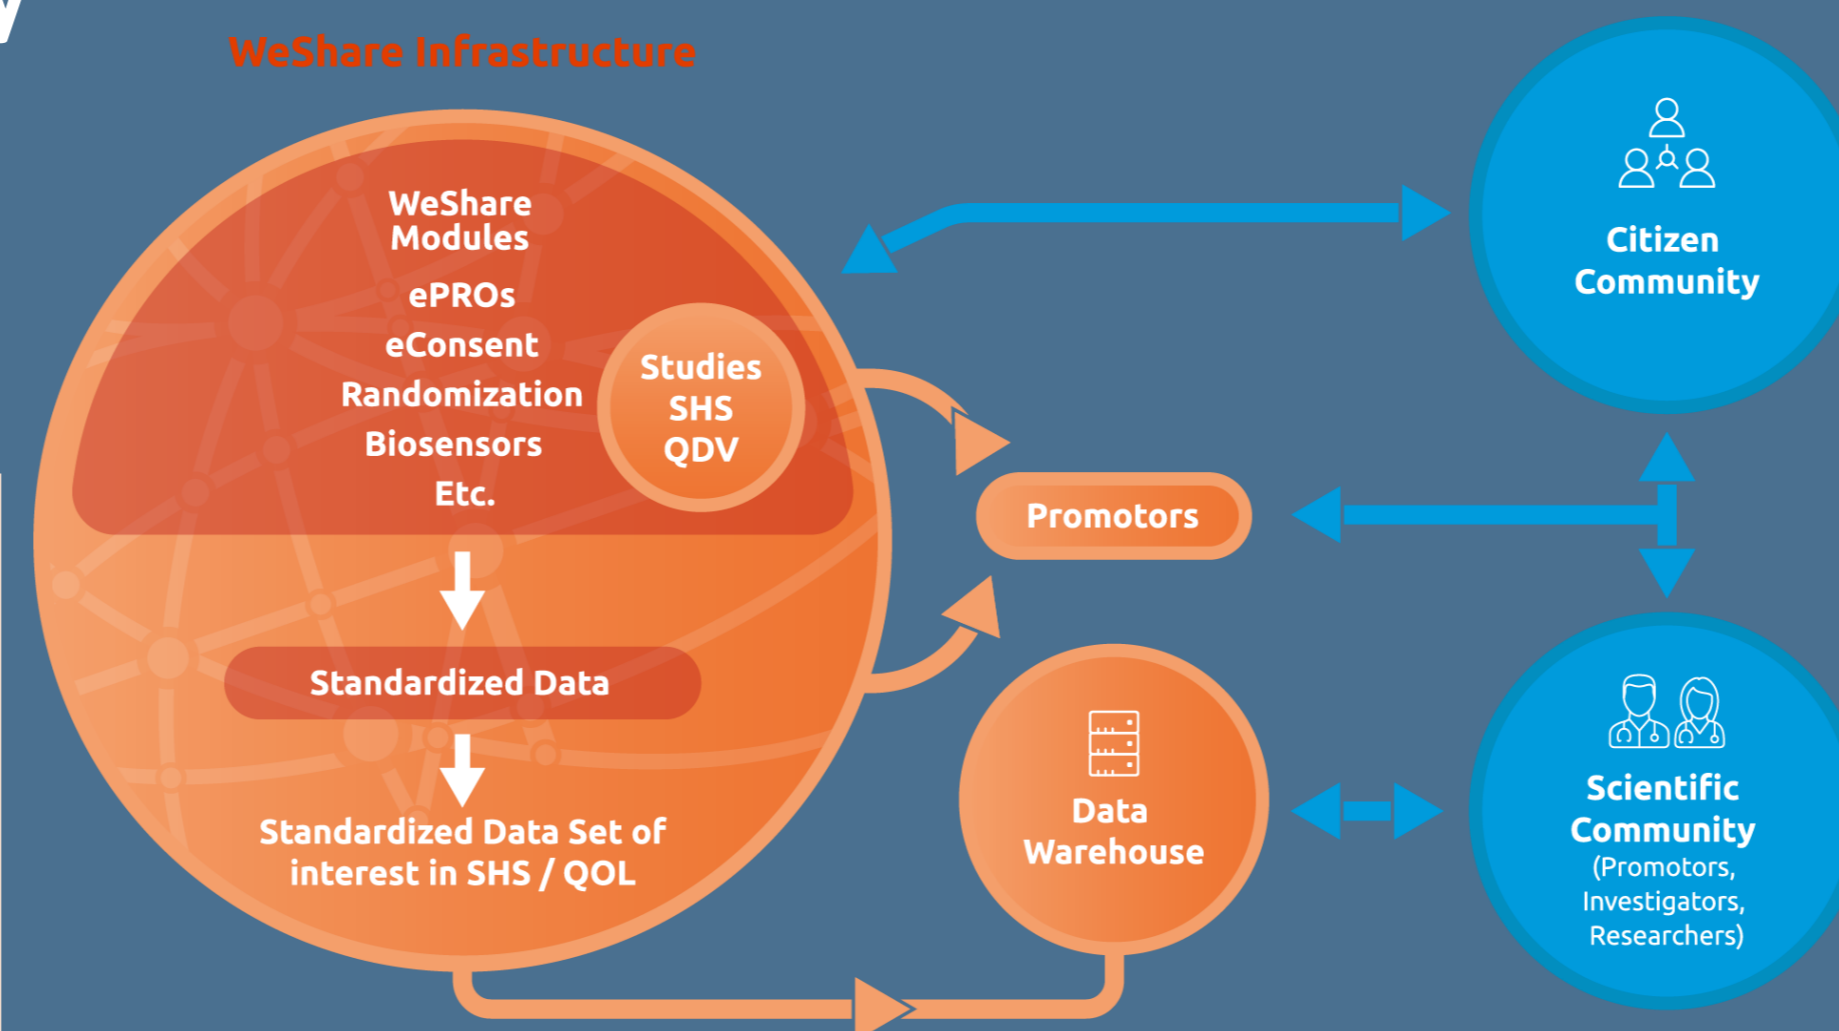 WeShare Infrastructure
WeShare
Modules
ePROs
eConsent
Randomization
Biosensors
Etc.
Studies
SHS
QDV
Standardized Data
Standardized Data Set of
interest in SHS / QOL
Promotors
Data
Warehouse
Citizen
Community
Scientific
Community
(Promotors,
Investigators,
Researchers)